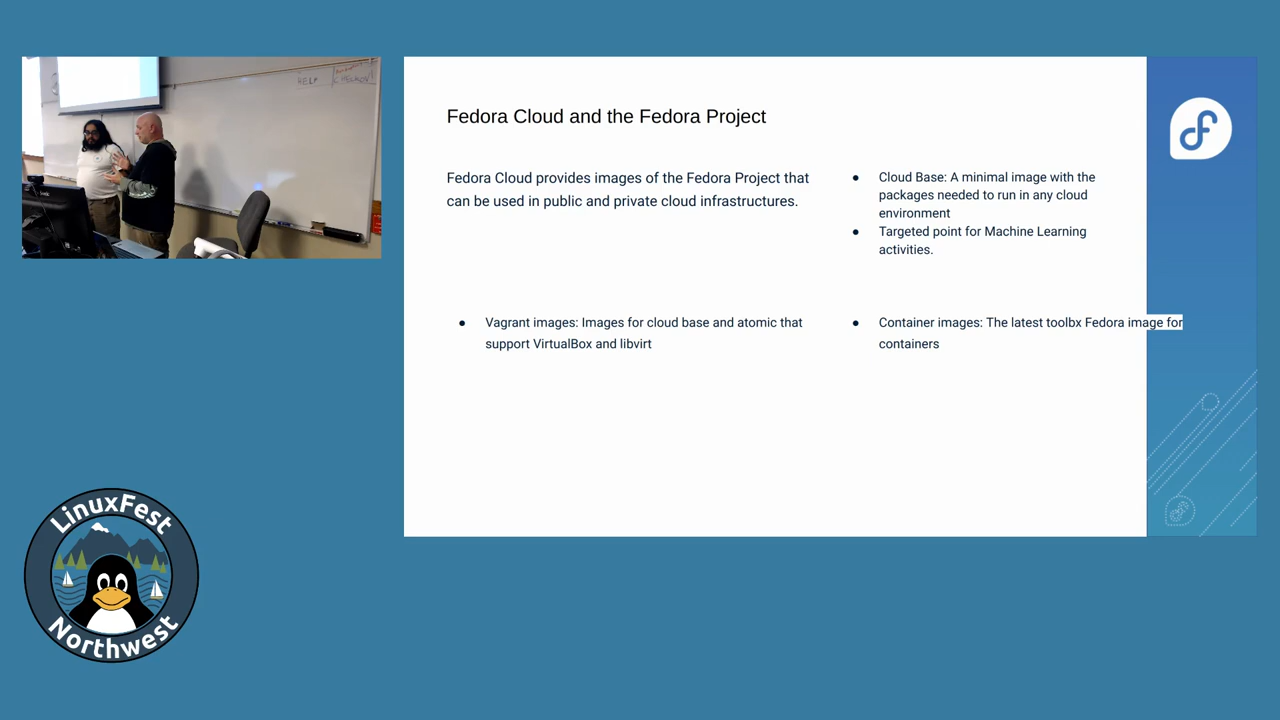 HELP
Fedora Cloud and the Fedora Project
Fedora Cloud provides images of the Fedora Project that
can be used in public and private cloud infrastructures.
● Cloud Base: A minimal image with the
packages needed to run in any cloud
environment
● Targeted point for Machine Learning
activities.
● Vagrant images: Images for cloud base and atomic that
support VirtualBox and libvirt
● Container images: The latest toolbx Fedora image for
containers
LinuxFest
Northwest